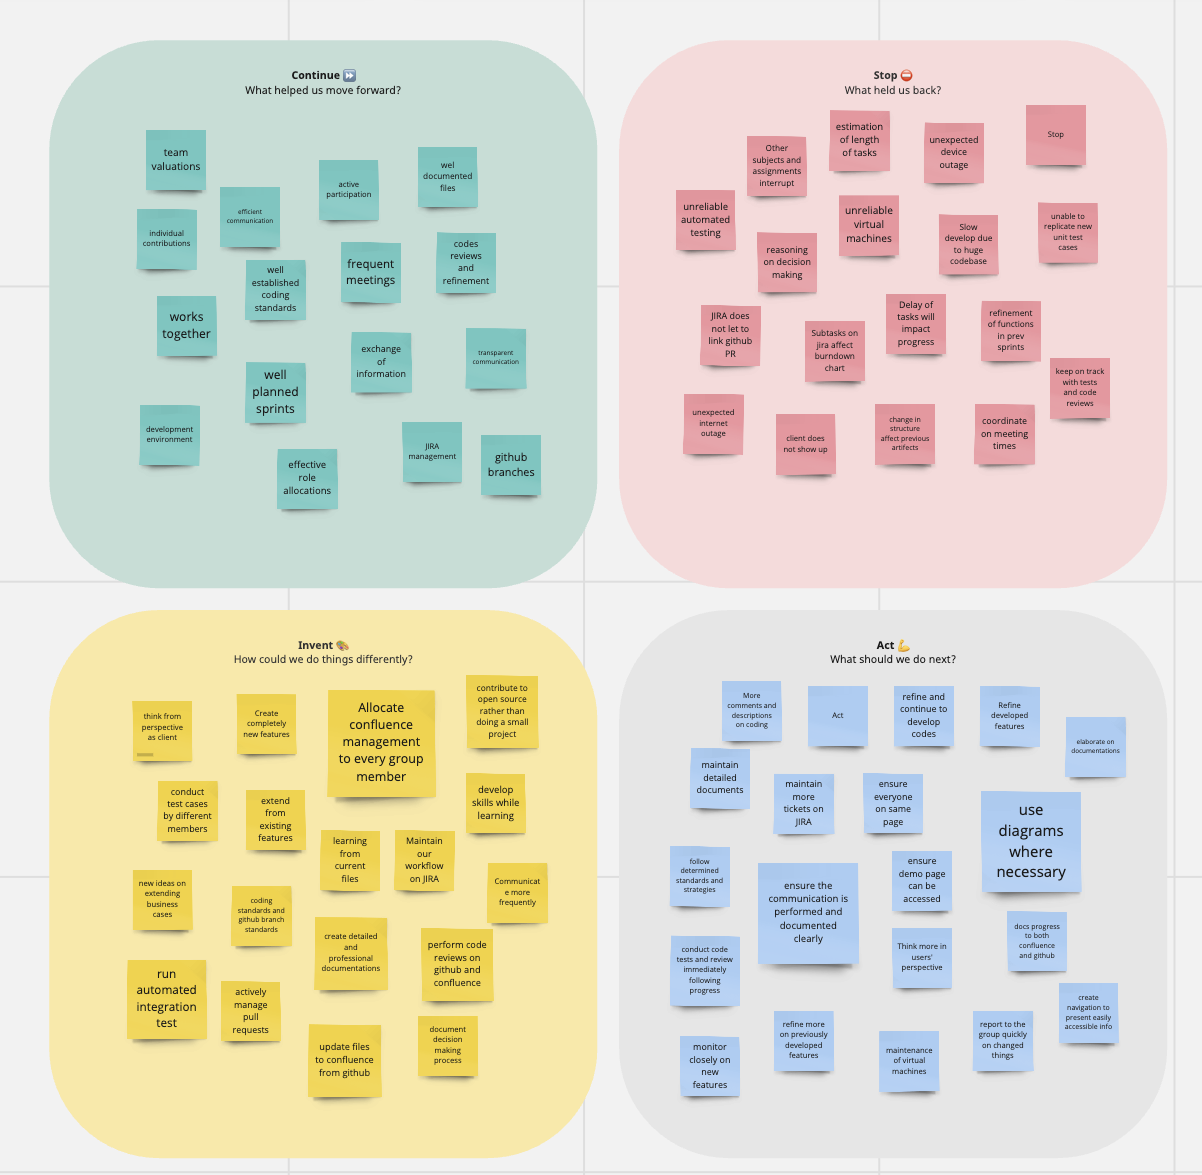 Continue ⏩
What helped us move forward?
team
valuations
efficient
communication
active
participation
wel
documented
files
individual
contributions
well
established
coding
standards
frequent
meetings
codes
reviews
and
refinement
works
together
exchange
of
information
transparent
communication
well
planned
sprints
development
environment
effective
role
allocations
JIRA
management
github
branches
Stop ⛔
What held us back?
Other
subjects and
assignments
interrupt
estimation
of length
of tasks
unexpected
device
outage
Stop
unreliable
automated
testing
reasoning
on decision
making
unreliable
virtual
machines
Slow
develop due
to huge
codebase
unable to
replicate new
unit test
cases
JIRA does
not let to
link github
PR
Subtasks on
jira affect
burndown
chart
Delay of
tasks will
impact
progress
refinement
of functions
in prev
sprints
keep on track
with tests
and code
reviews
unexpected
internet
outage
client does
not show up
change in
structure
affect previous
artifects
coordinate
on meeting
times
Invent 🎨
How could we do things differently?
think from
perspective
as client
Create
completely
new features
Allocate
confluence
management
to every group
member
contribute to
open source
rather than
doing a small
project
conduct
test cases
by different
members
extend
from
existing
features
develop
skills while
learning
learning
from
current
files
Maintain
our
workflow
on JIRA
new ideas on
extending
business
cases
coding
standards and
github branch
standards
Communicat
e more
frequently
create detailed
and
professional
documentations
perform code
reviews on
github and
confluence
run
automated
integration
test
actively
manage
pull
requests
update files
to confluence
from github
document
decision
making
process
Act 💪
What should we do next?
More
comments and
descriptions
on coding
Act
refine and
continue to
develop
codes
Refine
developed
features
elaborate on
documentations
maintain
detailed
documents
maintain
more
tickets on
JIRA
ensure
everyone
on same
page
use
diagrams
where
necessary
follow
determined
standards and
strategies
ensure the
communication is
performed and
documented
clearly
ensure
demo page
can be
accessed
docs progress
to both
confluence
and github
conduct code
tests and review
immediately
following
progress
Think more in
users'
perspective
create
navigation to
present easily
accessible info
monitor
closely on
new
features
refine more
on previously
developed
features
maintenance
of virtual
machines
report to the
group quickly
on changed
things